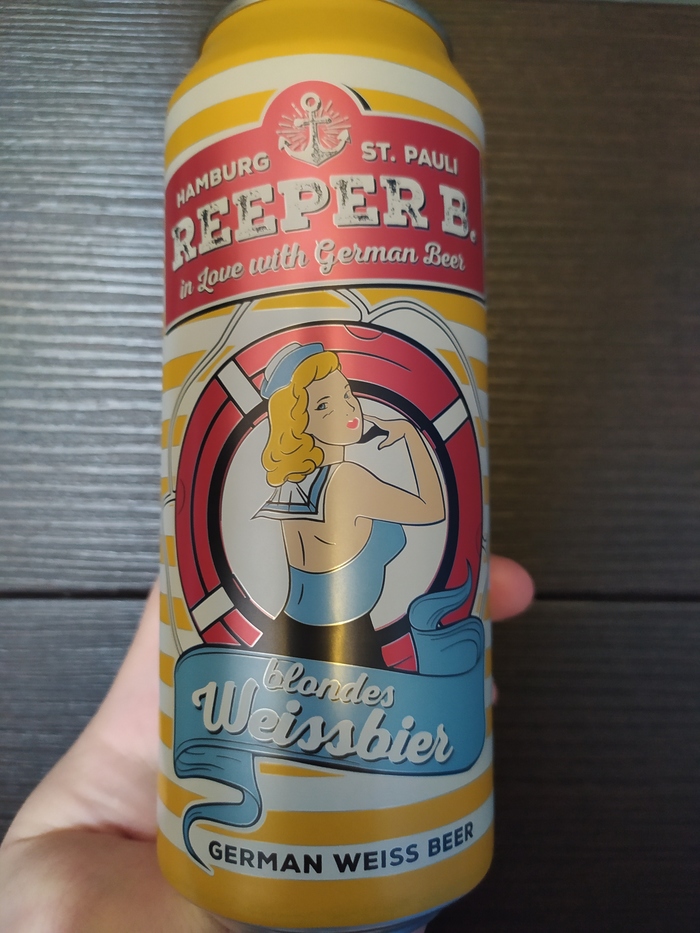 HAMBURG ST. PAULI
REEPER B.
in Love with German Beer
blondes
Weissbier
GERMAN WEISS BEER